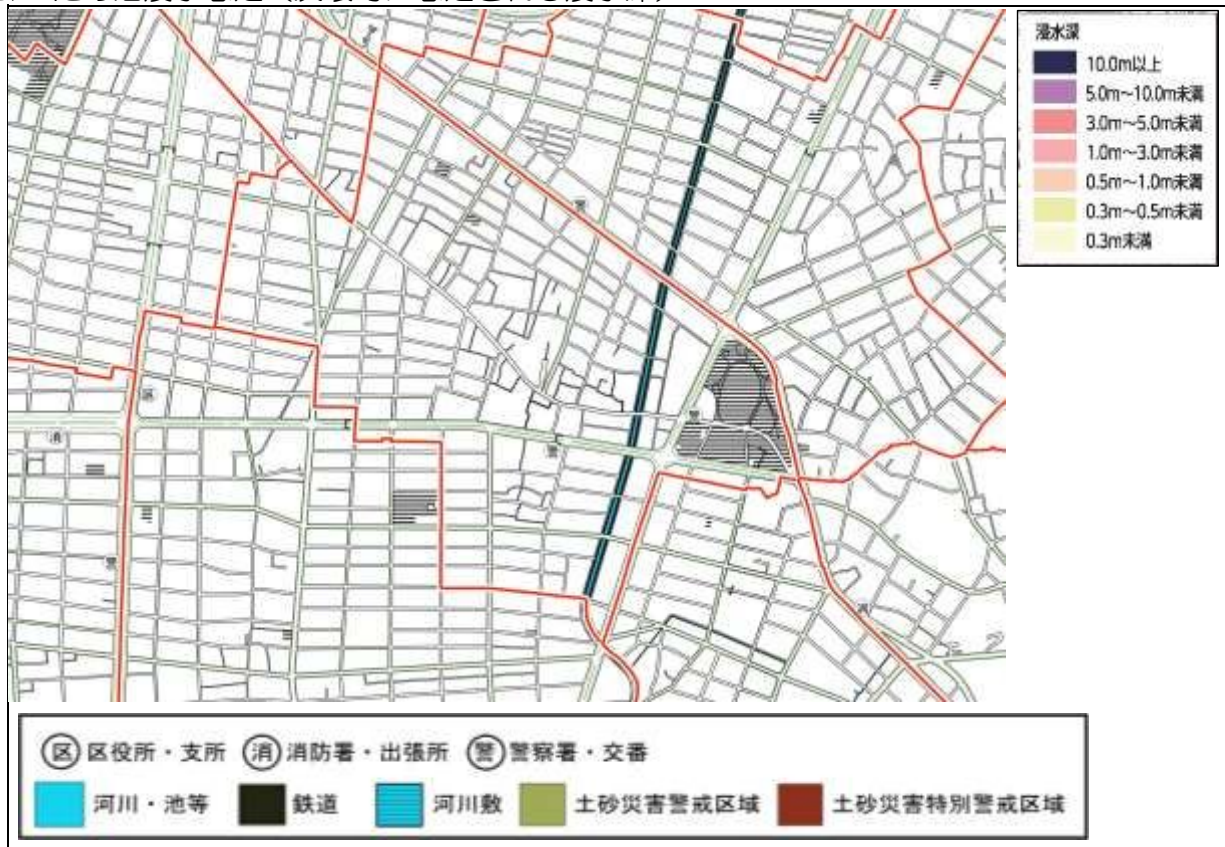 浸水深
10.0m以上
5.0m～10.0m未満
3.0m～5.0m未満
1.0m～3.0m未満
0.5m～1.0m未満
0.3m～0.5m未満
0.3m未満
区
消
区 区役所・支所 消 消防署・出張所 警 警察署・交番
河川・池等 鉄道 河川敷 土砂災害警戒区域 土砂災害特別警戒区域